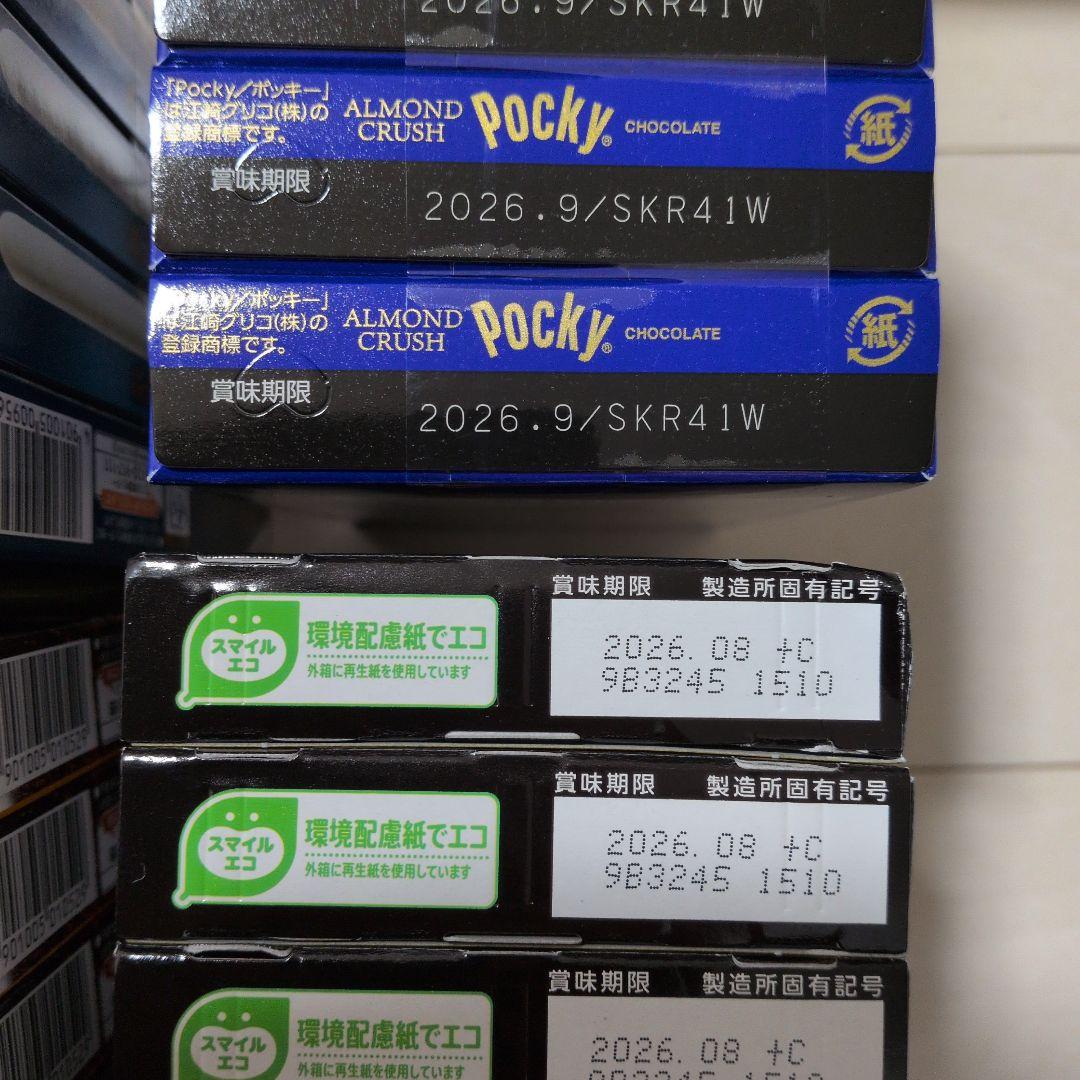 2026.9/SKR41W
「Pocky／ポッキー」
は江崎グリコ(株)の
登録商標です。
ALMOND
CRUSH
Pocky®
CHOCOLATE
紙
賞味期限
2026.9/SKR41W
「Pocky／ポッキー」
は江崎グリコ(株)の
登録商標です。
ALMOND
CRUSH
Pocky®
CHOCOLATE
紙
賞味期限
2026.9/SKR41W
スマイル
エコ
環境配慮紙でエコ
外箱に再生紙を使用しています
賞味期限 製造所固有記号
2026. 08 +C
9B3245 1510
スマイル
エコ
環境配慮紙でエコ
外箱に再生紙を使用しています
賞味期限 製造所固有記号
2026. 08 +C
9B3245 1510
スマイル
エコ
環境配慮紙でエコ
外箱に再生紙を使用しています
賞味期限 製造所固有記号
2026. 08 +C
901005 010529
901005 010529